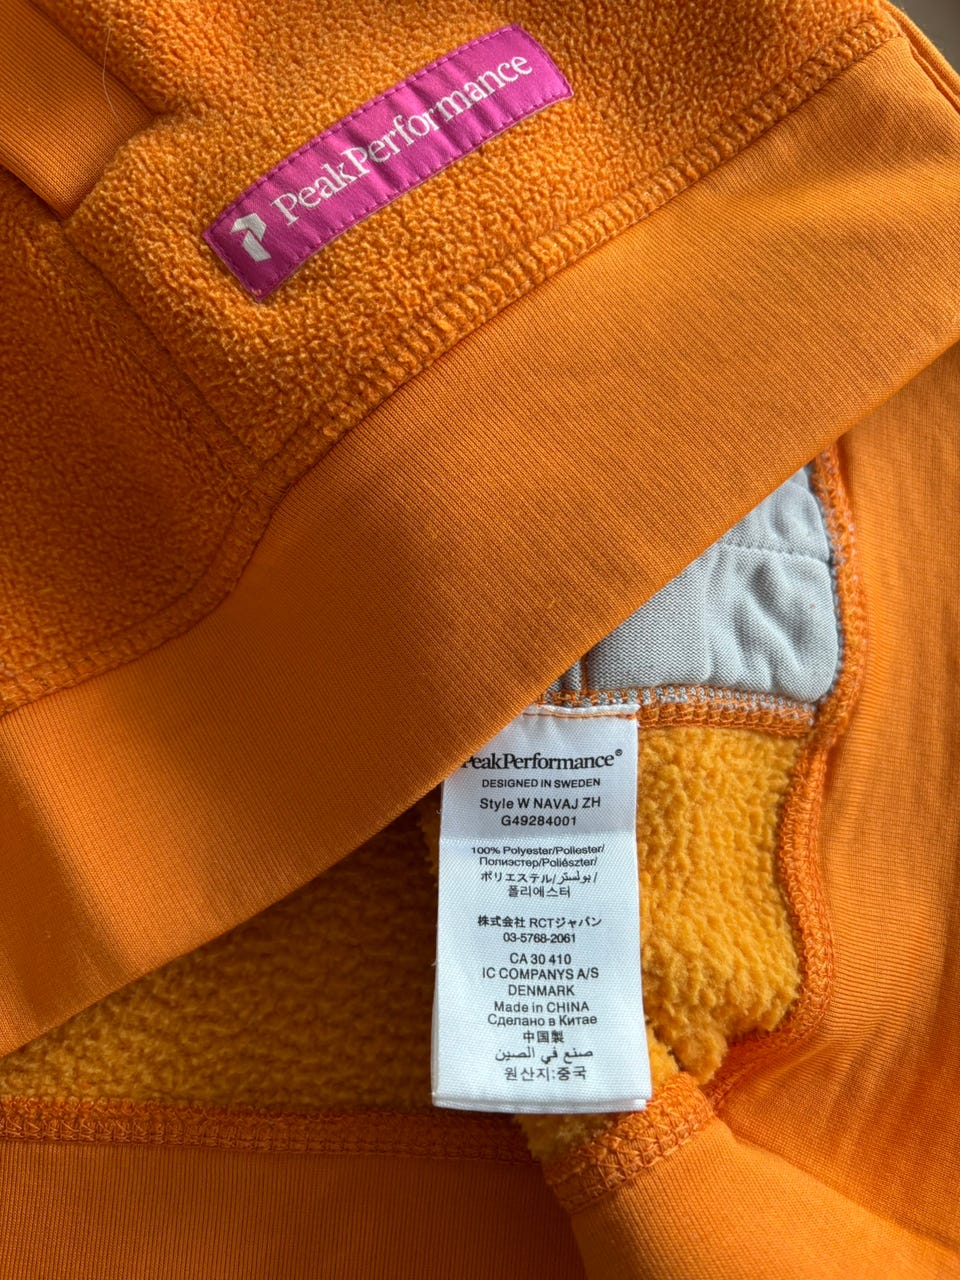 PeakPerformance
PeakPerformance®
DESIGNED IN SWEDEN
Style W NAVAJ ZH
G49284001
100% Polyester/Poliester/
Полиэстер/Poliészter/
ポリエステル/بولستر/
폴리에스터
株式会社 RCTジャパン
03-5768-2061
CA 30 410
IC COMPANYS A/S
DENMARK
Made in CHINA
Сделано в Китае
中国製
صنع في الصين
원산지:중국